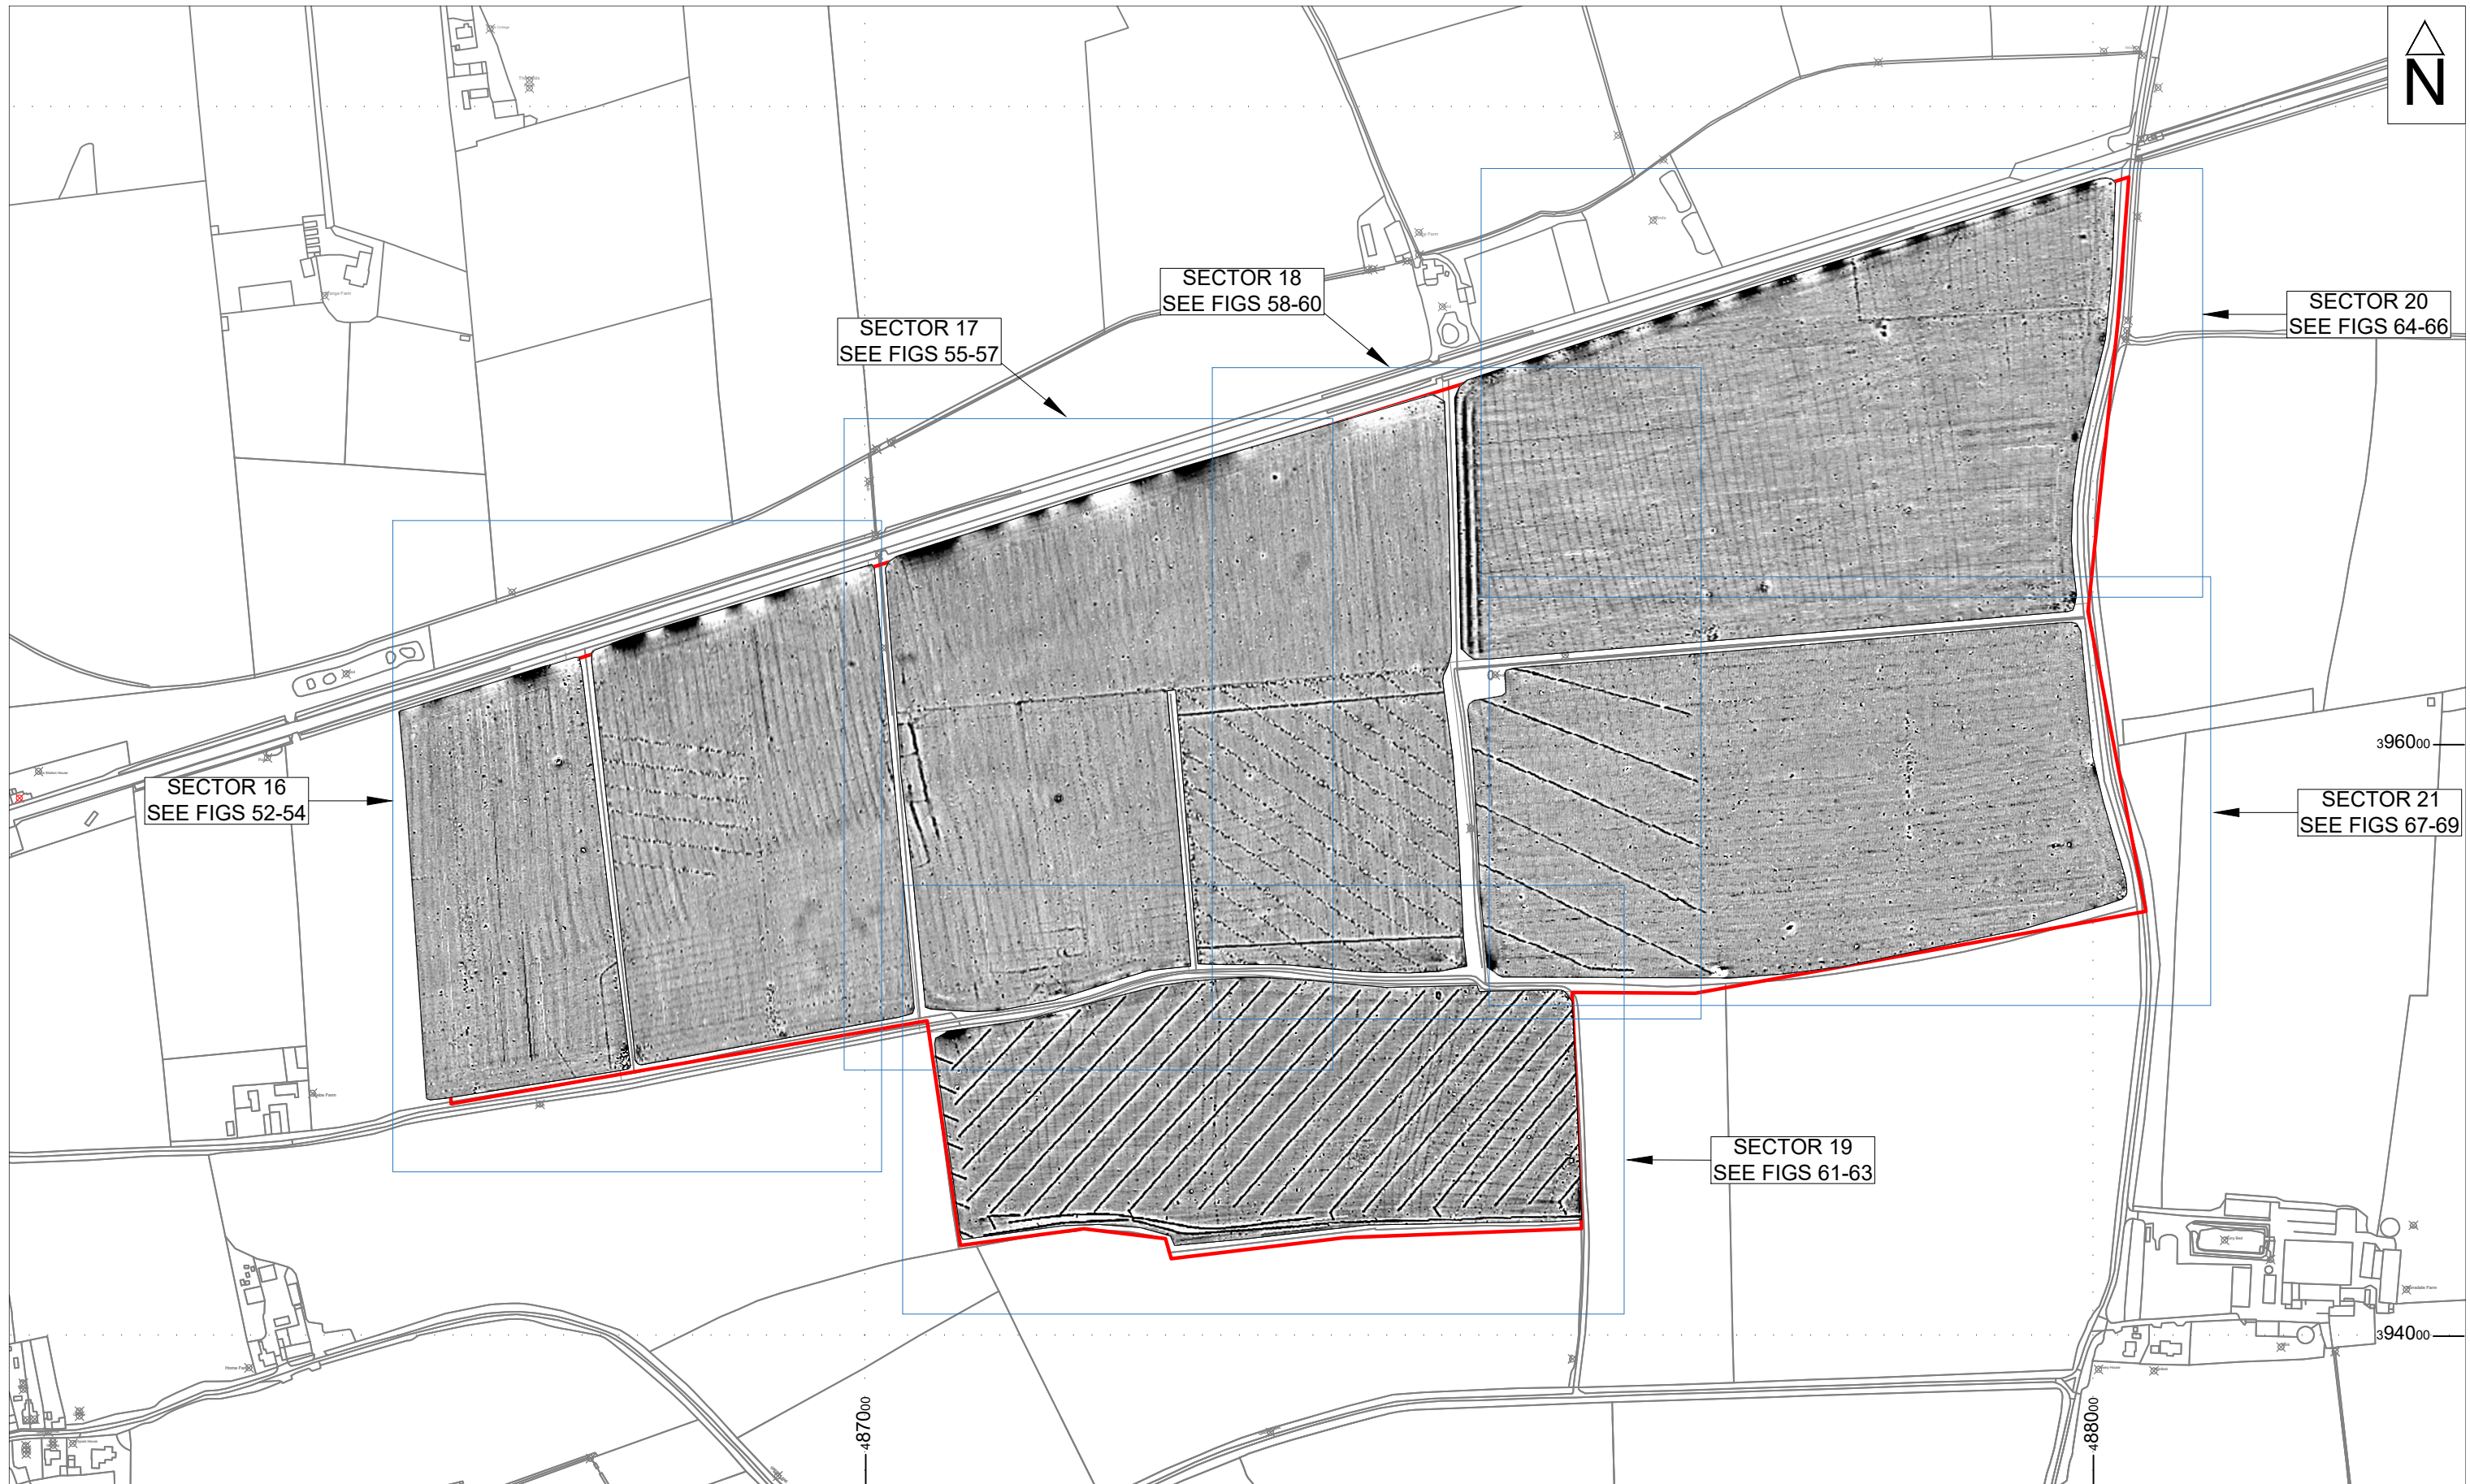 N
SECTOR 18
SEE FIGS 58-60
SECTOR 20
SEE FIGS 64-66
SECTOR 17
SEE FIGS 55-57
396000
SECTOR 16
SEE FIGS 52-54
SECTOR 21
SEE FIGS 67-69
SECTOR 19
SEE FIGS 61-63
394000
Home Farm
487000
488000